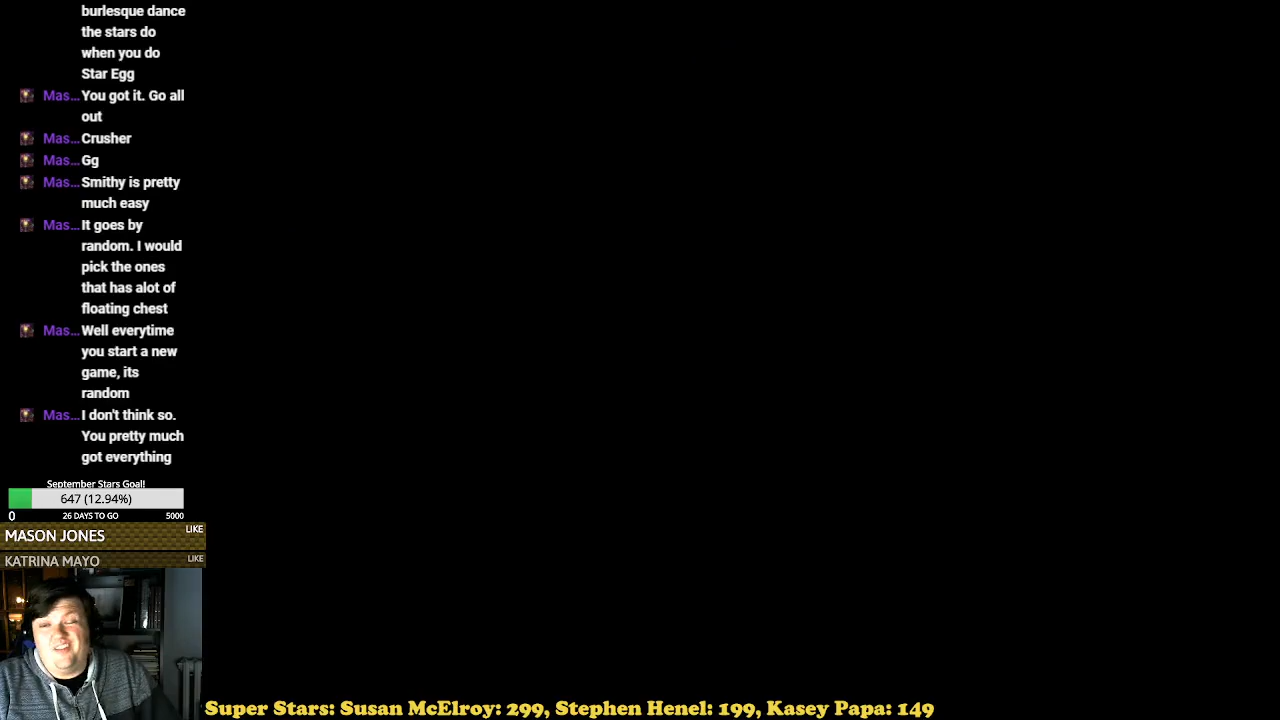 burlesque dance
the stars do
when you do
Star Egg
Mas... You got it. Go all
out
Mas... Crusher
Mas... Gg
Mas... Smithy is pretty
much easy
Mas... It goes by
random. I would
pick the ones
that has alot of
floating chest
Mas... Well everytime
you start a new
game, its
random
Mas... I don't think so.
You pretty much
got everything
September Stars Goal!
647 (12.94%)
0 26 DAYS TO GO 5000
MASON JONES LIKE
KATRINA MAYO LIKE
Super Stars: Susan McElroy: 299, Stephen Henel: 199, Kasey Papa: 149